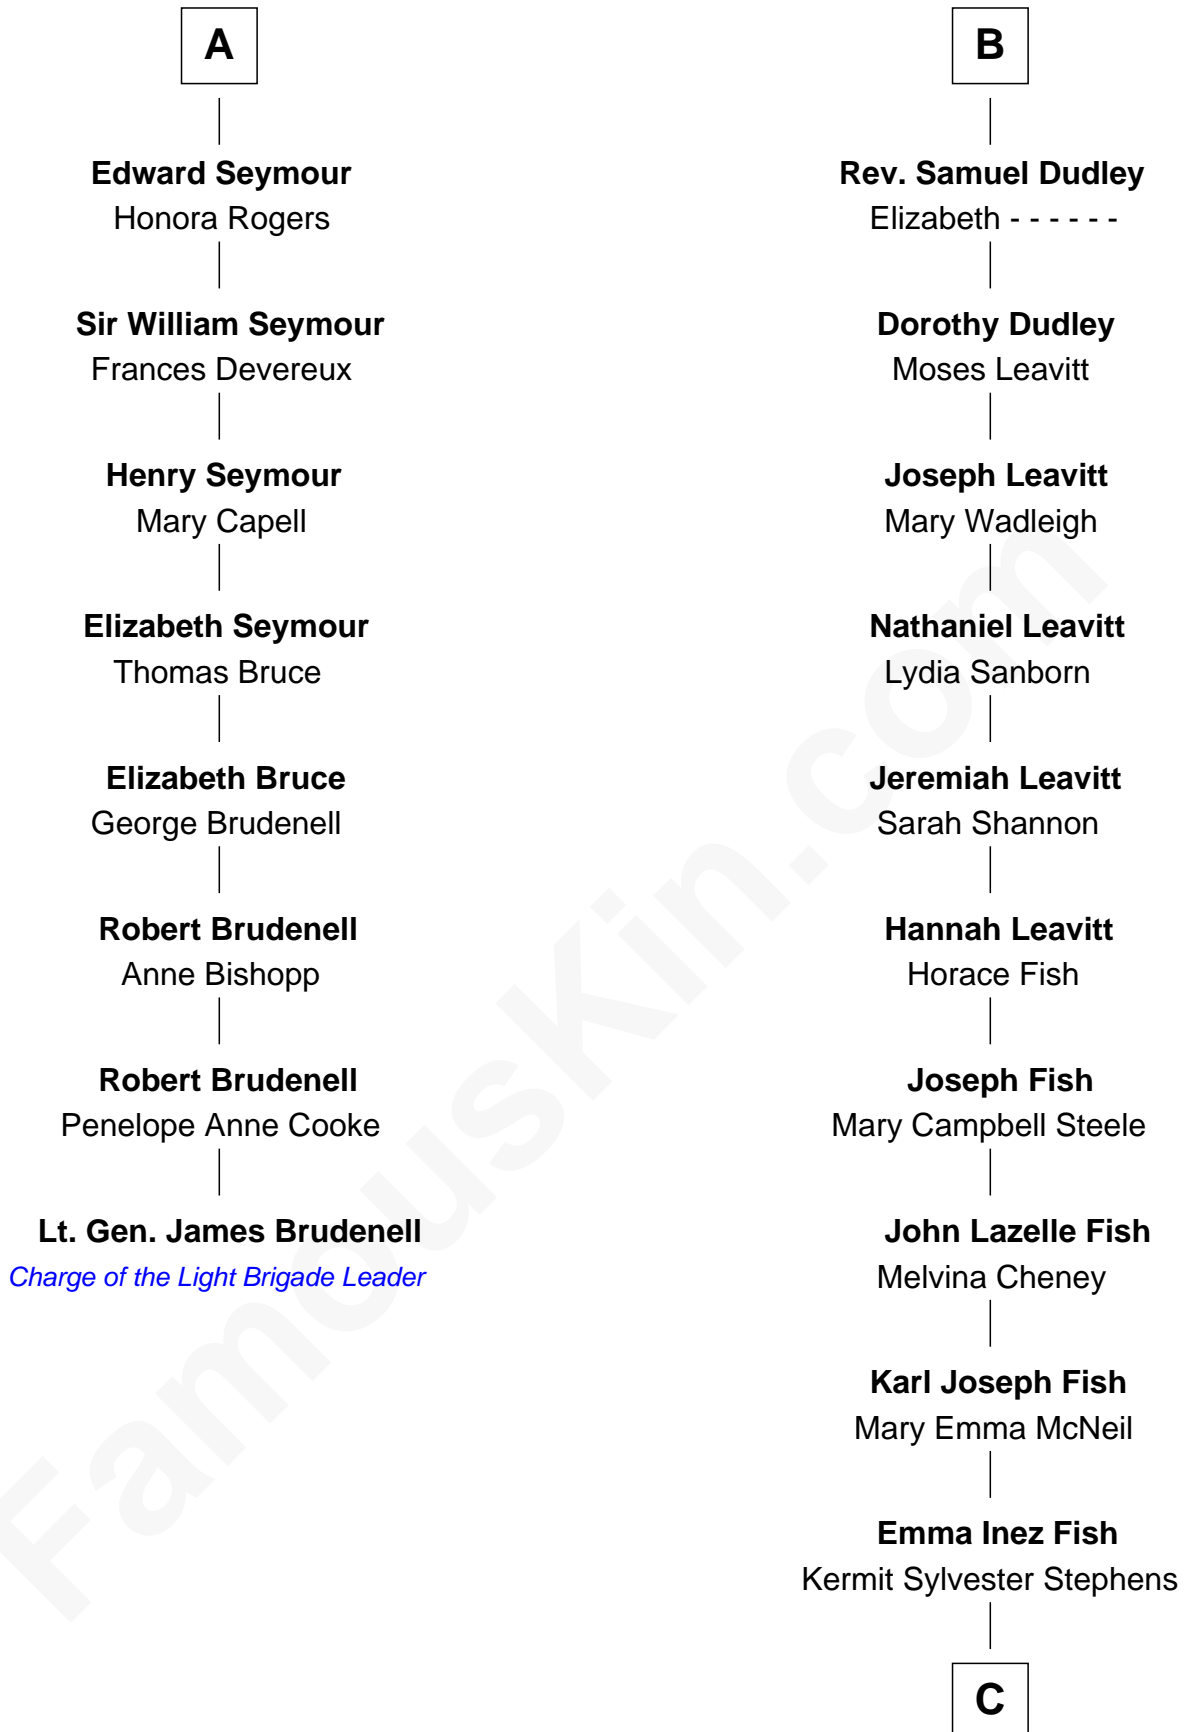 A
Edward Seymour
Honora Rogers
Sir William Seymour
Frances Devereux
Henry Seymour
Mary Capell
Elizabeth Seymour
Thomas Bruce
Elizabeth Bruce
George Brudenell
Robert Brudenell
Anne Bishopp
Robert Brudenell
Penelope Anne Cooke
Lt. Gen. James Brudenell
Charge of the Light Brigade Leader
B
Rev. Samuel Dudley
Elizabeth - - - - - -
Dorothy Dudley
Moses Leavitt
Joseph Leavitt
Mary Wadleigh
Nathaniel Leavitt
Lydia Sanborn
Jeremiah Leavitt
Sarah Shannon
Hannah Leavitt
Horace Fish
Joseph Fish
Mary Campbell Steele
John Lazelle Fish
Melvina Cheney
Karl Joseph Fish
Mary Emma McNeil
Emma Inez Fish
Kermit Sylvester Stephens
C
FamousKin.com